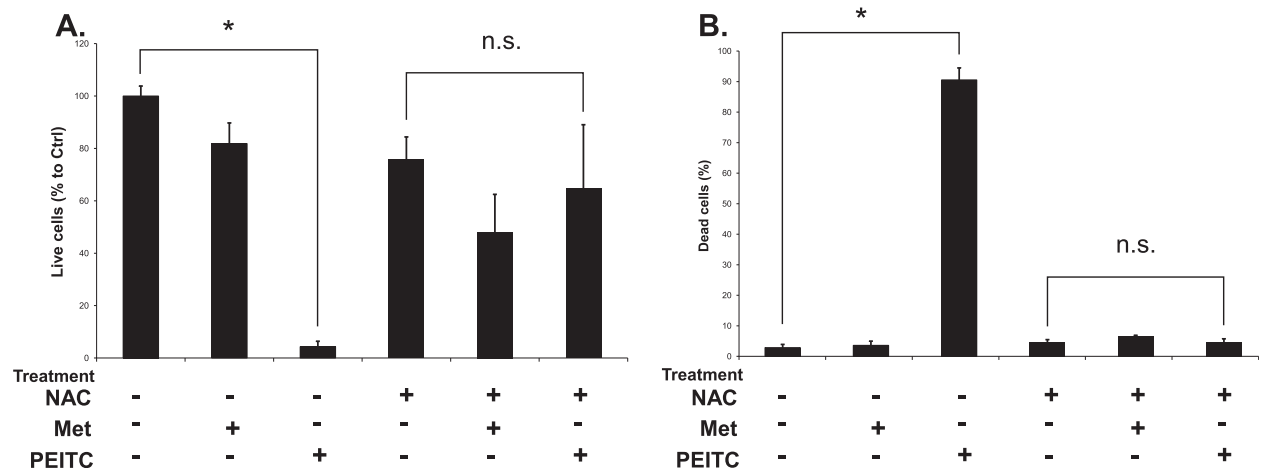 A.
*
n.s.
120
100
80
60
40
20
0
Live cells (% to Ctrl)
Treatment
NAC - - - + + +
Met - + - - + -
PEITC - - + - - +
B.
*
n.s.
100
90
80
70
60
50
40
30
20
10
0
Dead cells (%)
Treatment
NAC - - - + + +
Met - + - - + -
PEITC - - + - - +